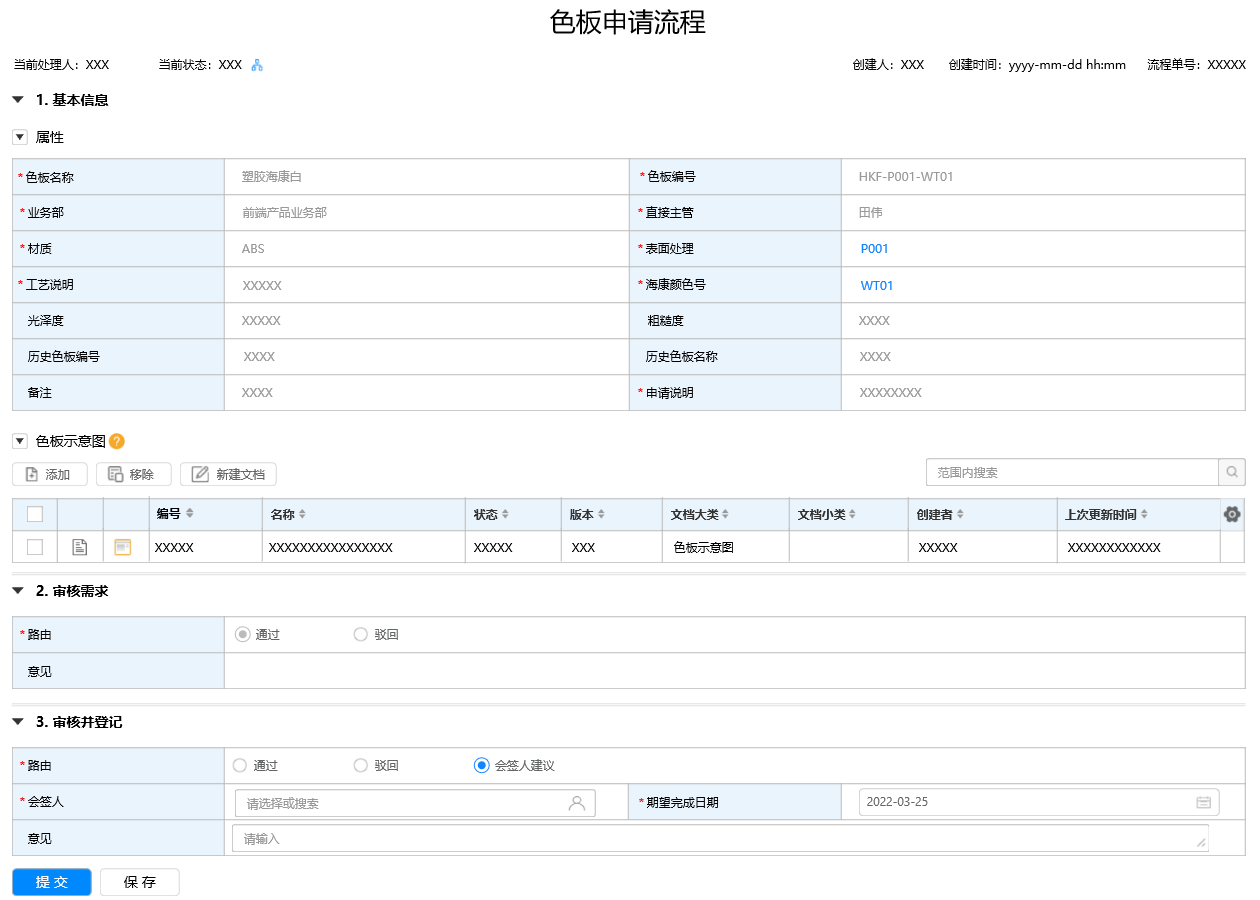 色板申请流程
当前处理人：XXX 当前状态：XXX 创建人：XXX 创建时间：yyyy-mm-dd hh:mm 流程单号：XXXXX
1. 基本信息
属性
*色板名称 塑胶海康白 *色板编号 HKF-P001-WT01
*业务部 前端产品业务部 *直接主管 田伟
*材质 ABS *表面处理 P001
*工艺说明 XXXXX *海康颜色号 WT01
光泽度 XXXXX 粗糙度 XXXX
历史色板编号 XXXX 历史色板名称 XXXX
备注 XXXX *申请说明 XXXXXXXX
色板示意图 ?
添加 移除 新建文档 范围内搜索
编号 名称 状态 版本 文档大类 文档小类 创建者 上次更新时间
XXXXX XXXXXXXXXXXXXXXX XXXXX XXX 色板示意图 XXXXX XXXXXXXXXXXX
2. 审核需求
*路由 通过 驳回
意见
3. 审核并登记
*路由 通过 驳回 会签人建议
*会签人 请选择或搜索 *期望完成日期 2022-03-25
意见 请输入
提 交 保 存